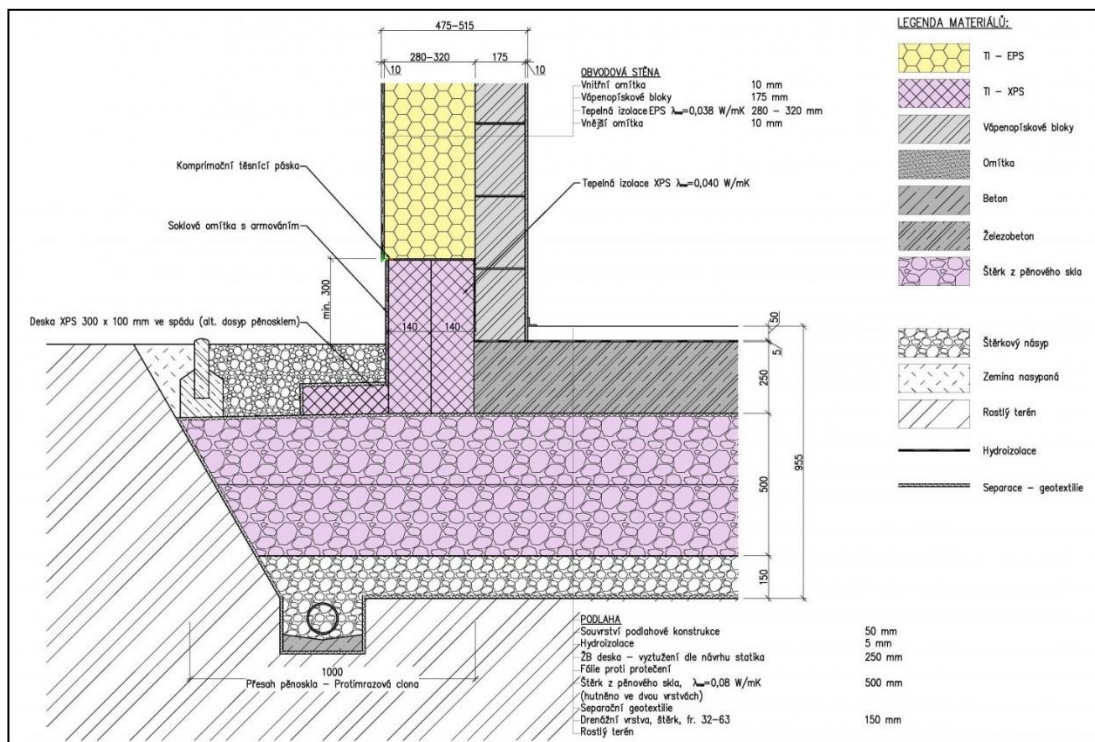 475-515
280-320
175
10
10
OBVODOVÁ STĚNA
Vnitřní omítka 10 mm
Vápenopískové bloky 175 mm
Tepelná izolace EPS λ=0,038 W/mK 280 - 320 mm
Vnější omítka 10 mm
Komprimační těsnící páska
Tepelná izolace XPS λ=0,040 W/mK
Soklová omítka s armováním
min. 300
Deska XPS 300 x 100 mm ve spádu (alt. dosyp pěnosklem)
140
140
50
5
250
500
150
955
1000
Přesah pěnoskla - Protimrazová clona
PODLAHA
Souvrství podlahové konstrukce 50 mm
Hydroizolace 5 mm
ŽB deska - vyztužení dle návrhu statika 250 mm
Fólie proti protečení
Štěrk z pěnového skla, λ=0,08 W/mK 500 mm
(hutněno ve dvou vrstvách)
Separační geotextilie
Drenážní vrstva, štěrk, fr. 32-63 150 mm
Rostlý terén
LEGENDA MATERIÁLŮ:
TI - EPS
TI - XPS
Vápenopískové bloky
Omítka
Beton
Železobeton
Štěrk z pěnového skla
Štěrkový násyp
Zemina nasypaná
Rostlý terén
Hydroizolace
Separace - geotextilie